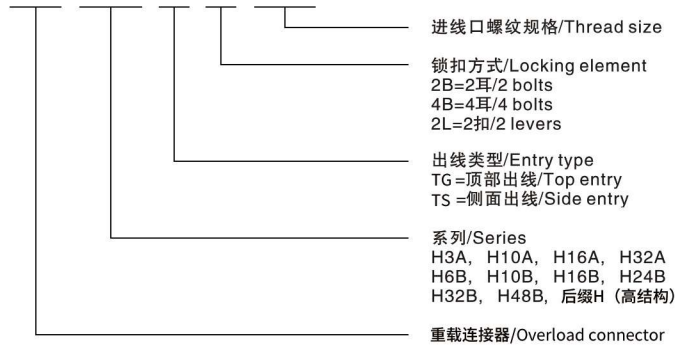 进线口螺纹规格/Thread size
锁扣方式/Locking element
2B=2耳/2 bolts
4B=4耳/4 bolts
2L=2扣/2 levers
出线类型/Entry type
TG =顶部出线/Top entry
TS =侧面出线/Side entry
系列/Series
H3A， H10A， H16A， H32A
H6B， H10B， H16B， H24B
H32B， H48B， 后缀H（高结构）
重载连接器/Overload connector